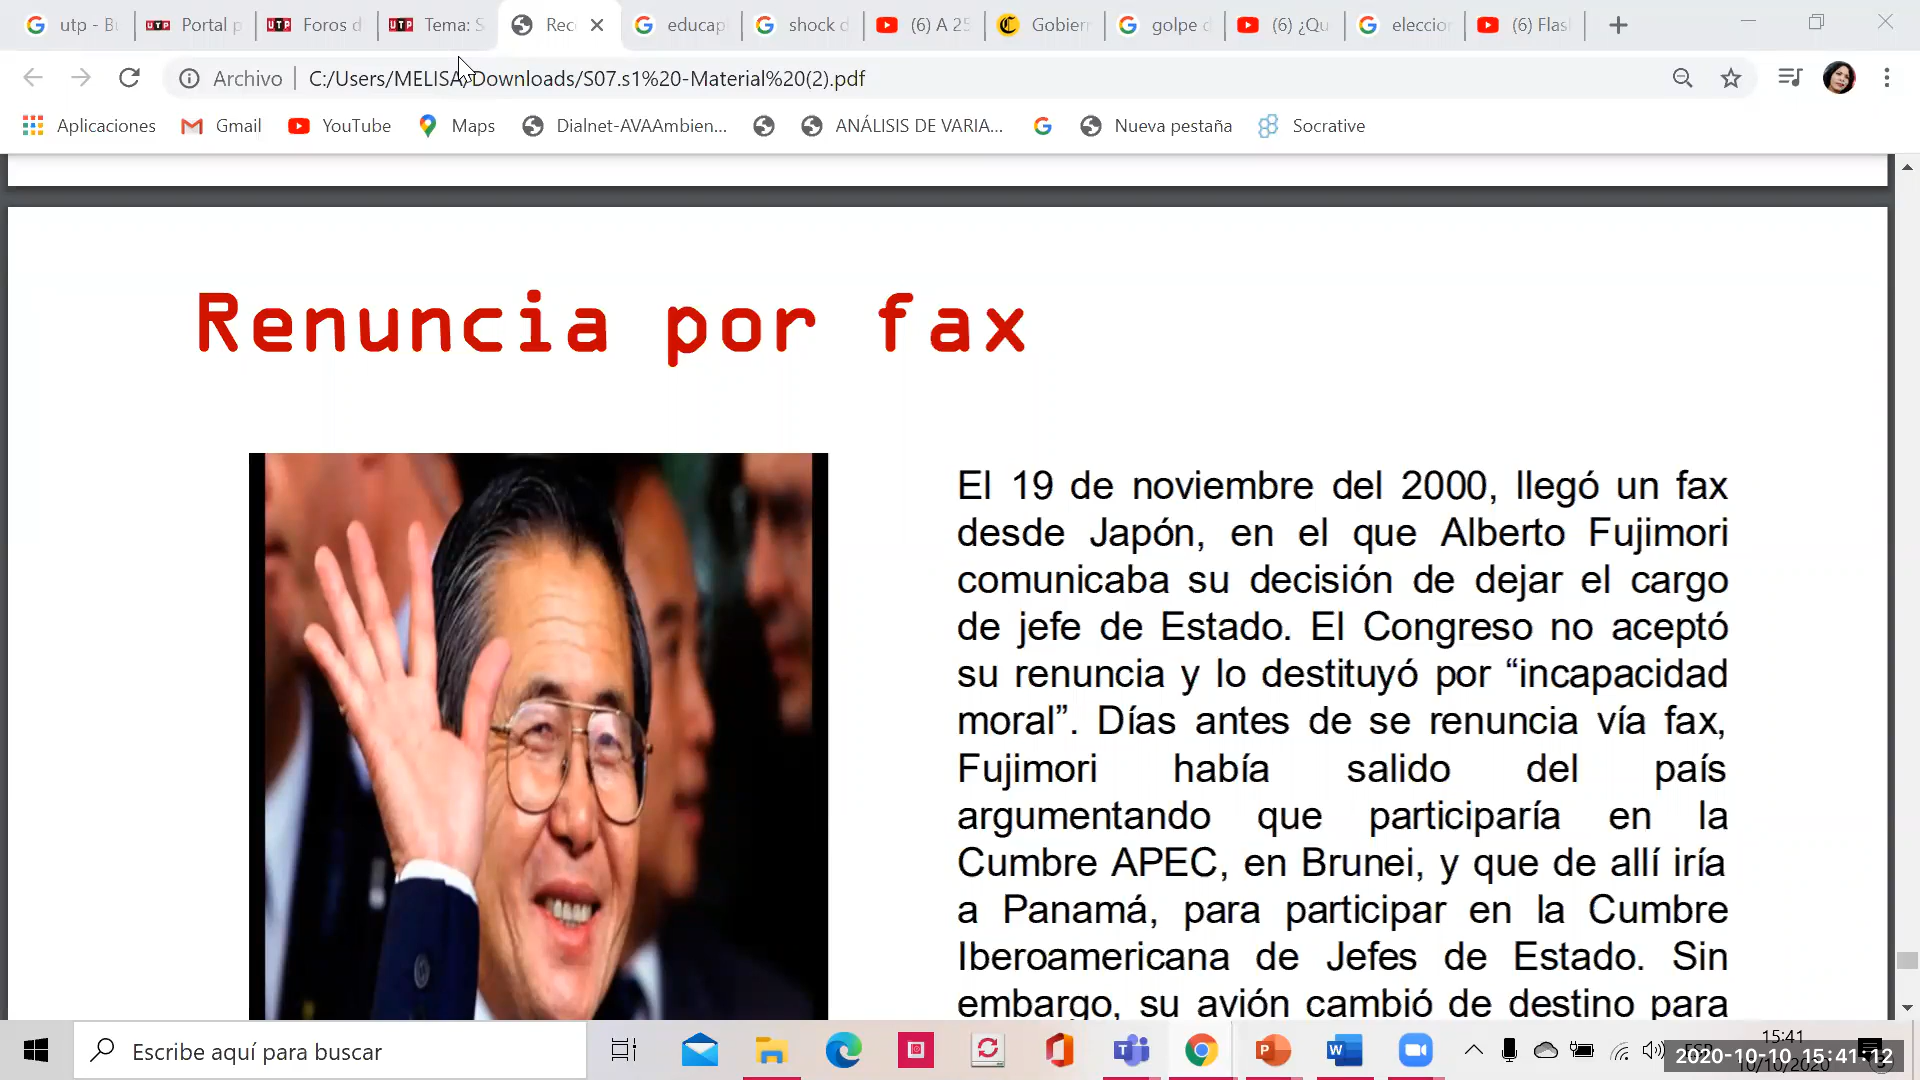 utp - B
UTP Portal p
UTP Foros d
UTP Tema: S
Rec
educap
shock d
(6) A 25
Gobiern
golpe d
(6) ¿Qu
eleccion
(6) Flas
Archivo | C:/Users/MELISA/Downloads/S07.s1%20-Material%20(2).pdf
Aplicaciones
Gmail
YouTube
Maps
Dialnet-AVAAmbien...
ANÁLISIS DE VARIA...
Nueva pestaña
Socrative
Renuncia por fax
El 19 de noviembre del 2000, llegó un fax
desde Japón, en el que Alberto Fujimori
comunicaba su decisión de dejar el cargo
de jefe de Estado. El Congreso no aceptó
su renuncia y lo destituyó por “incapacidad
moral”. Días antes de se renuncia vía fax,
Fujimori había salido del país
argumentando que participaría en la
Cumbre APEC, en Brunei, y que de allí iría
a Panamá, para participar en la Cumbre
Iberoamericana de Jefes de Estado. Sin
embargo, su avión cambió de destino para
Escribe aquí para buscar
15:41
10/10/2020
2020-10-10 15:41:12